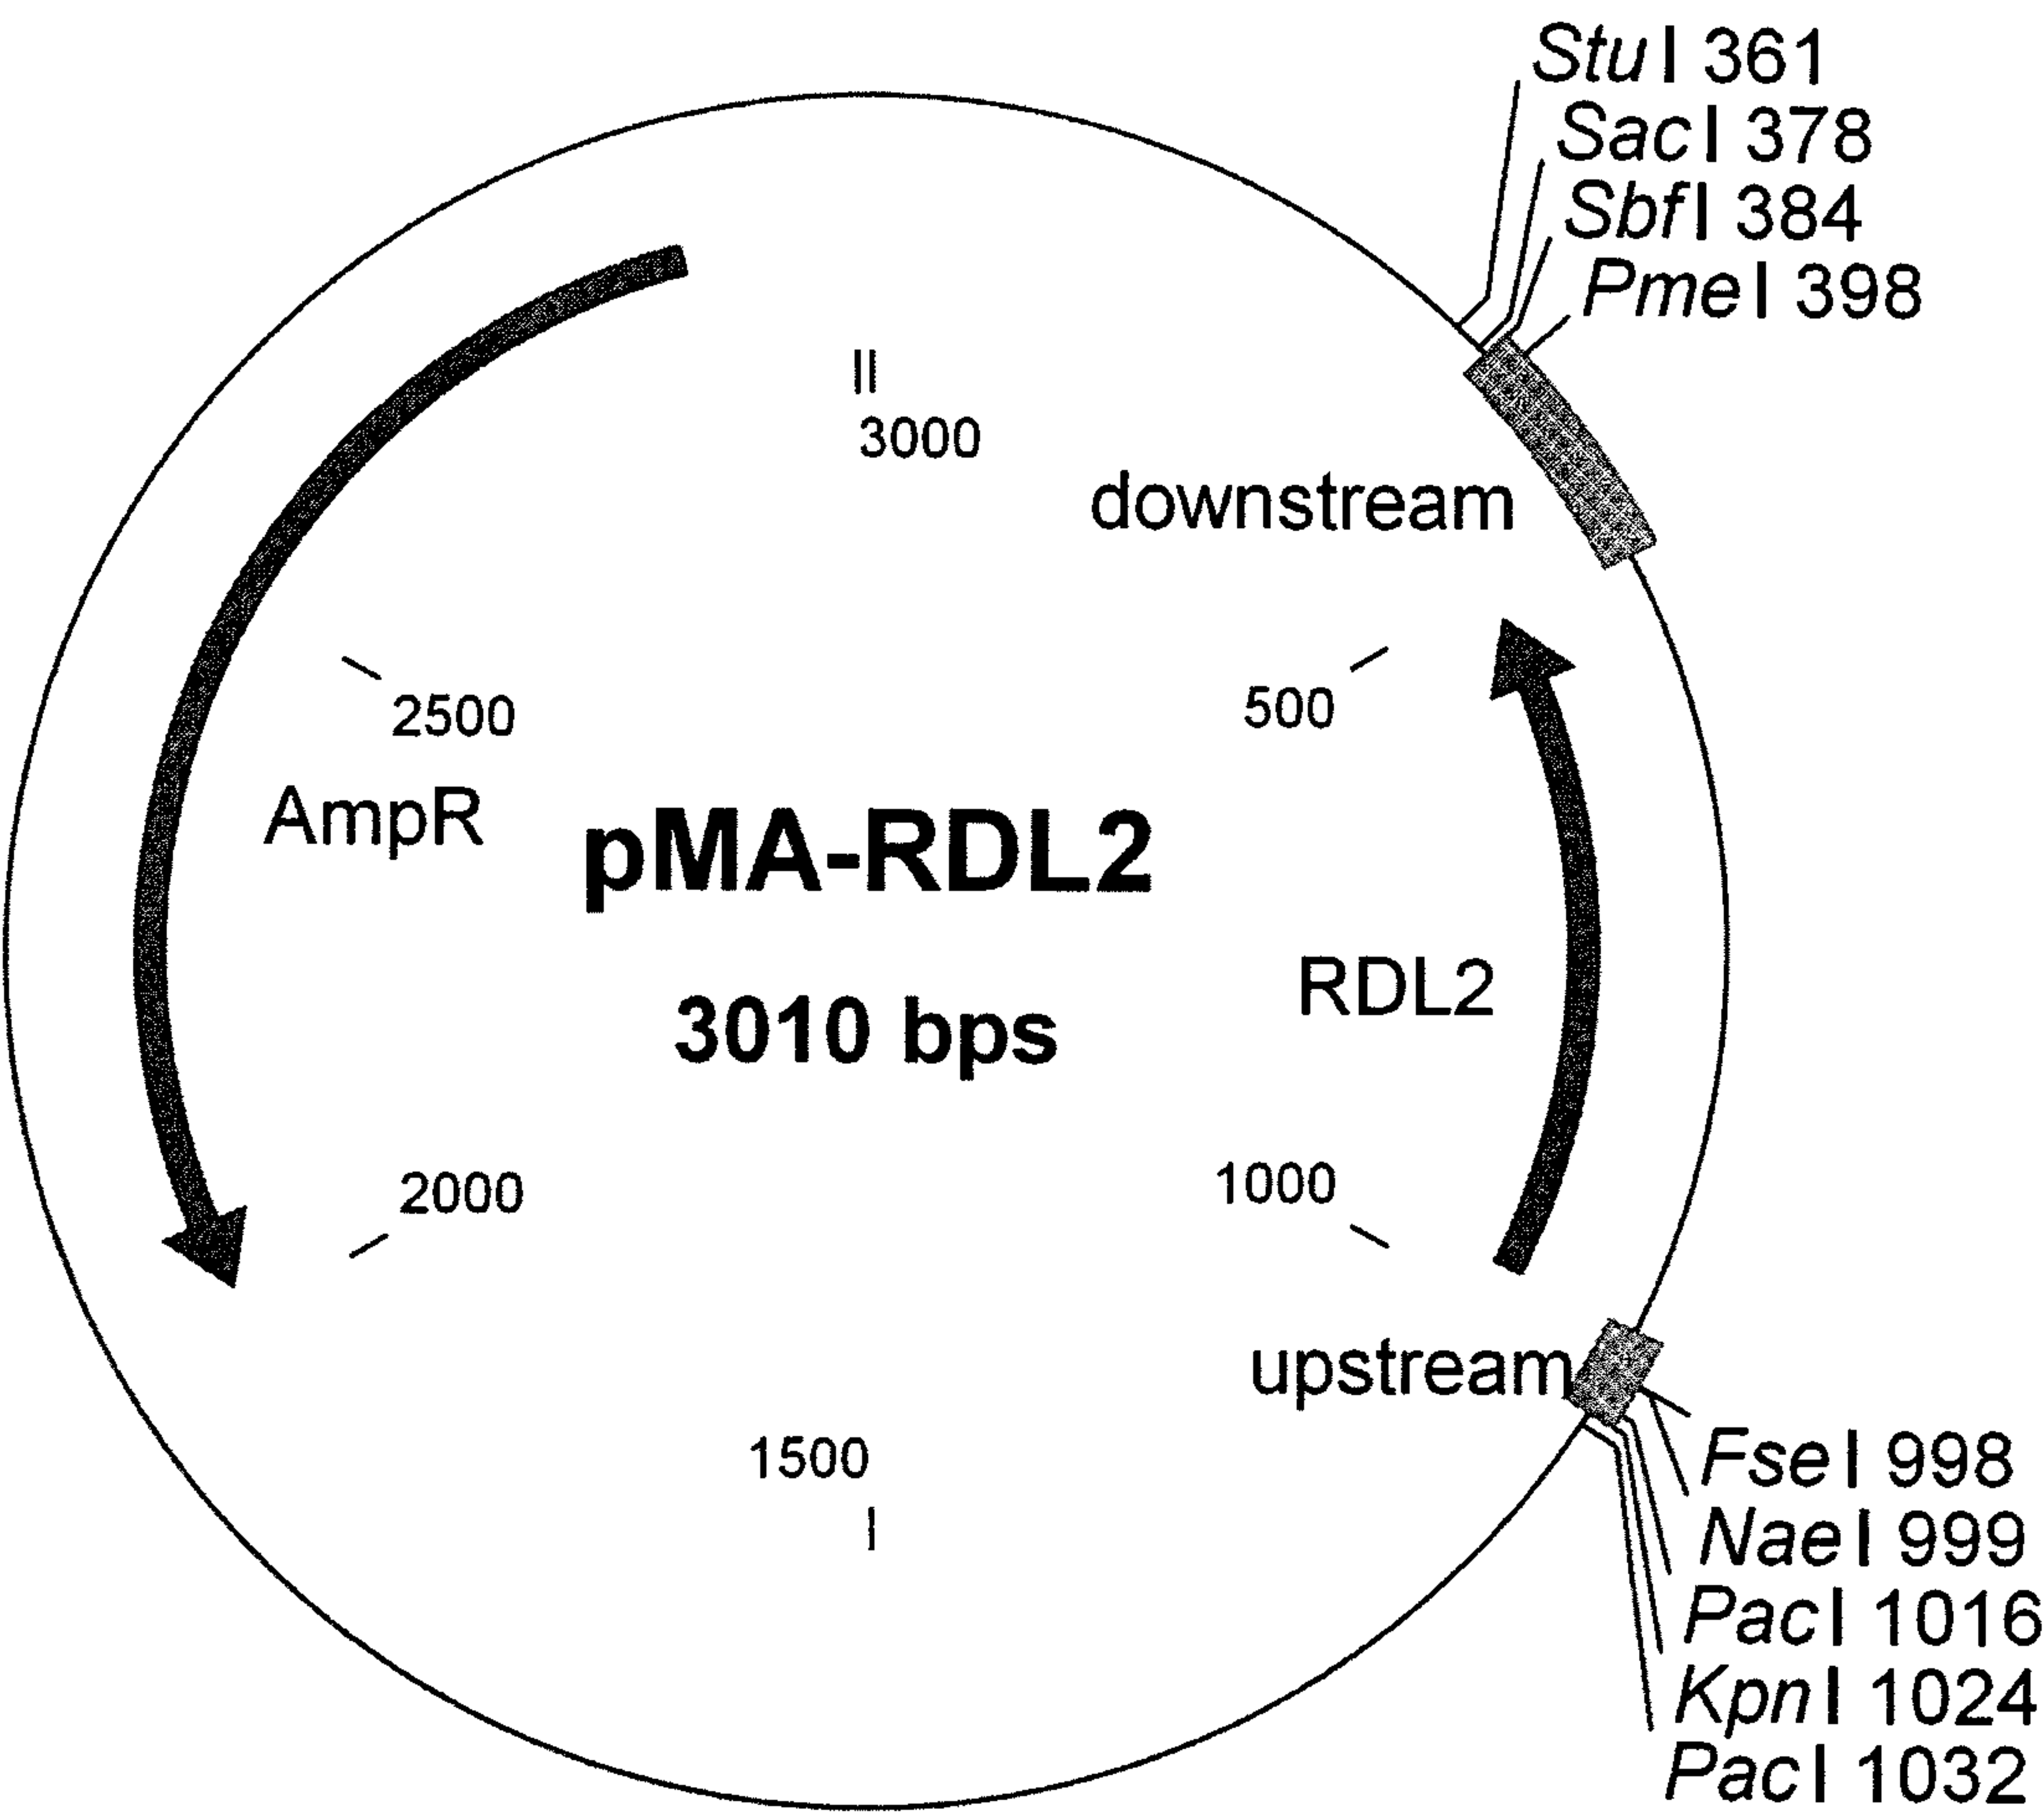 StuI 361
SacI 378
SbfI 384
PmeI 398
3000
downstream
500
2500
AmpR
pMA-RDL2
3010 bps
RDL2
1000
2000
upstream
1500
FseI 998
NaeI 999
PacI 1016
KpnI 1024
PacI 1032